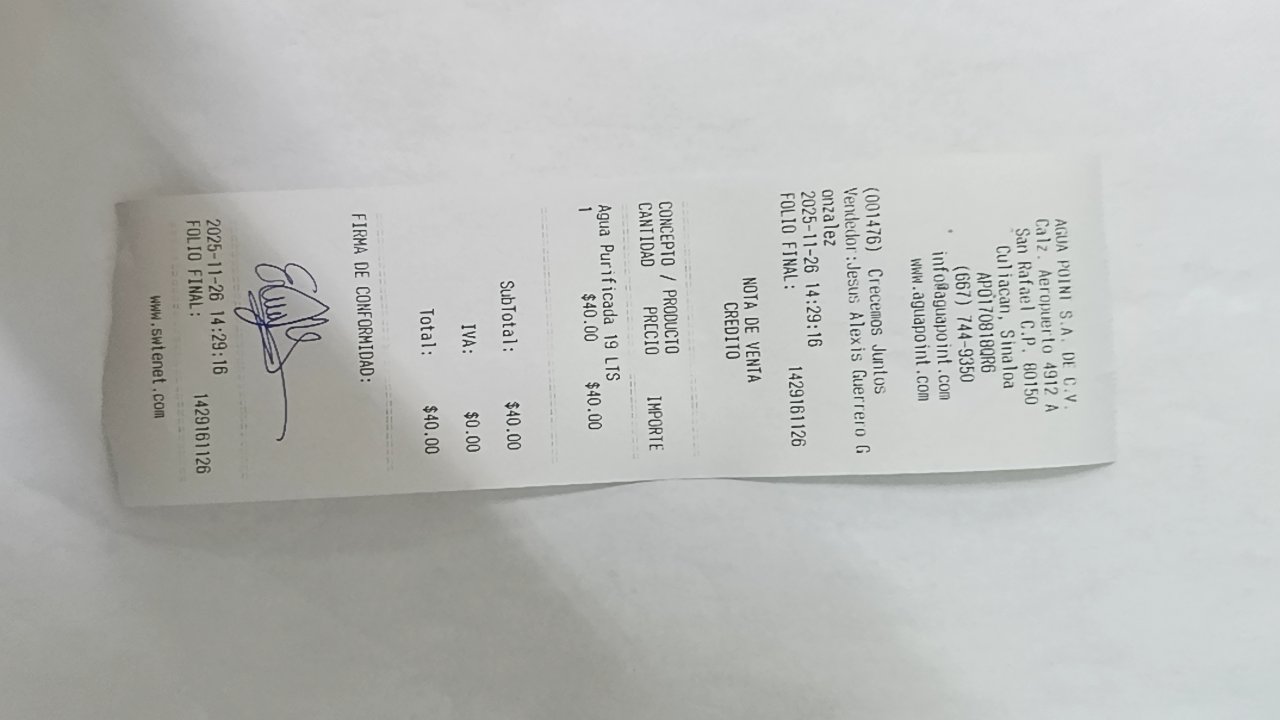 AGUA POINT S.A. DE C.V.
Calz. Aeropuerto 4912 A
San Rafael C.P. 80150
Culiacan, Sinaloa
APO170818QR6
(667) 744-9350
info@aguapoint.com
www.aguapoint.com
(001476) Crecemos Juntos
Vendedor:Jesus Alexis Guerrero G
onzalez
2025-11-26 14:29:16
FOLIO FINAL: 1429161126
NOTA DE VENTA
CREDITO
CONCEPTO / PRODUCTO
CANTIDAD PRECIO IMPORTE
Agua Purificada 19 LTS
1 $40.00 $40.00
SubTotal: $40.00
IVA: $0.00
Total: $40.00
FIRMA DE CONFORMIDAD:
2025-11-26 14:29:16
FOLIO FINAL: 1429161126
www.swtenet.com